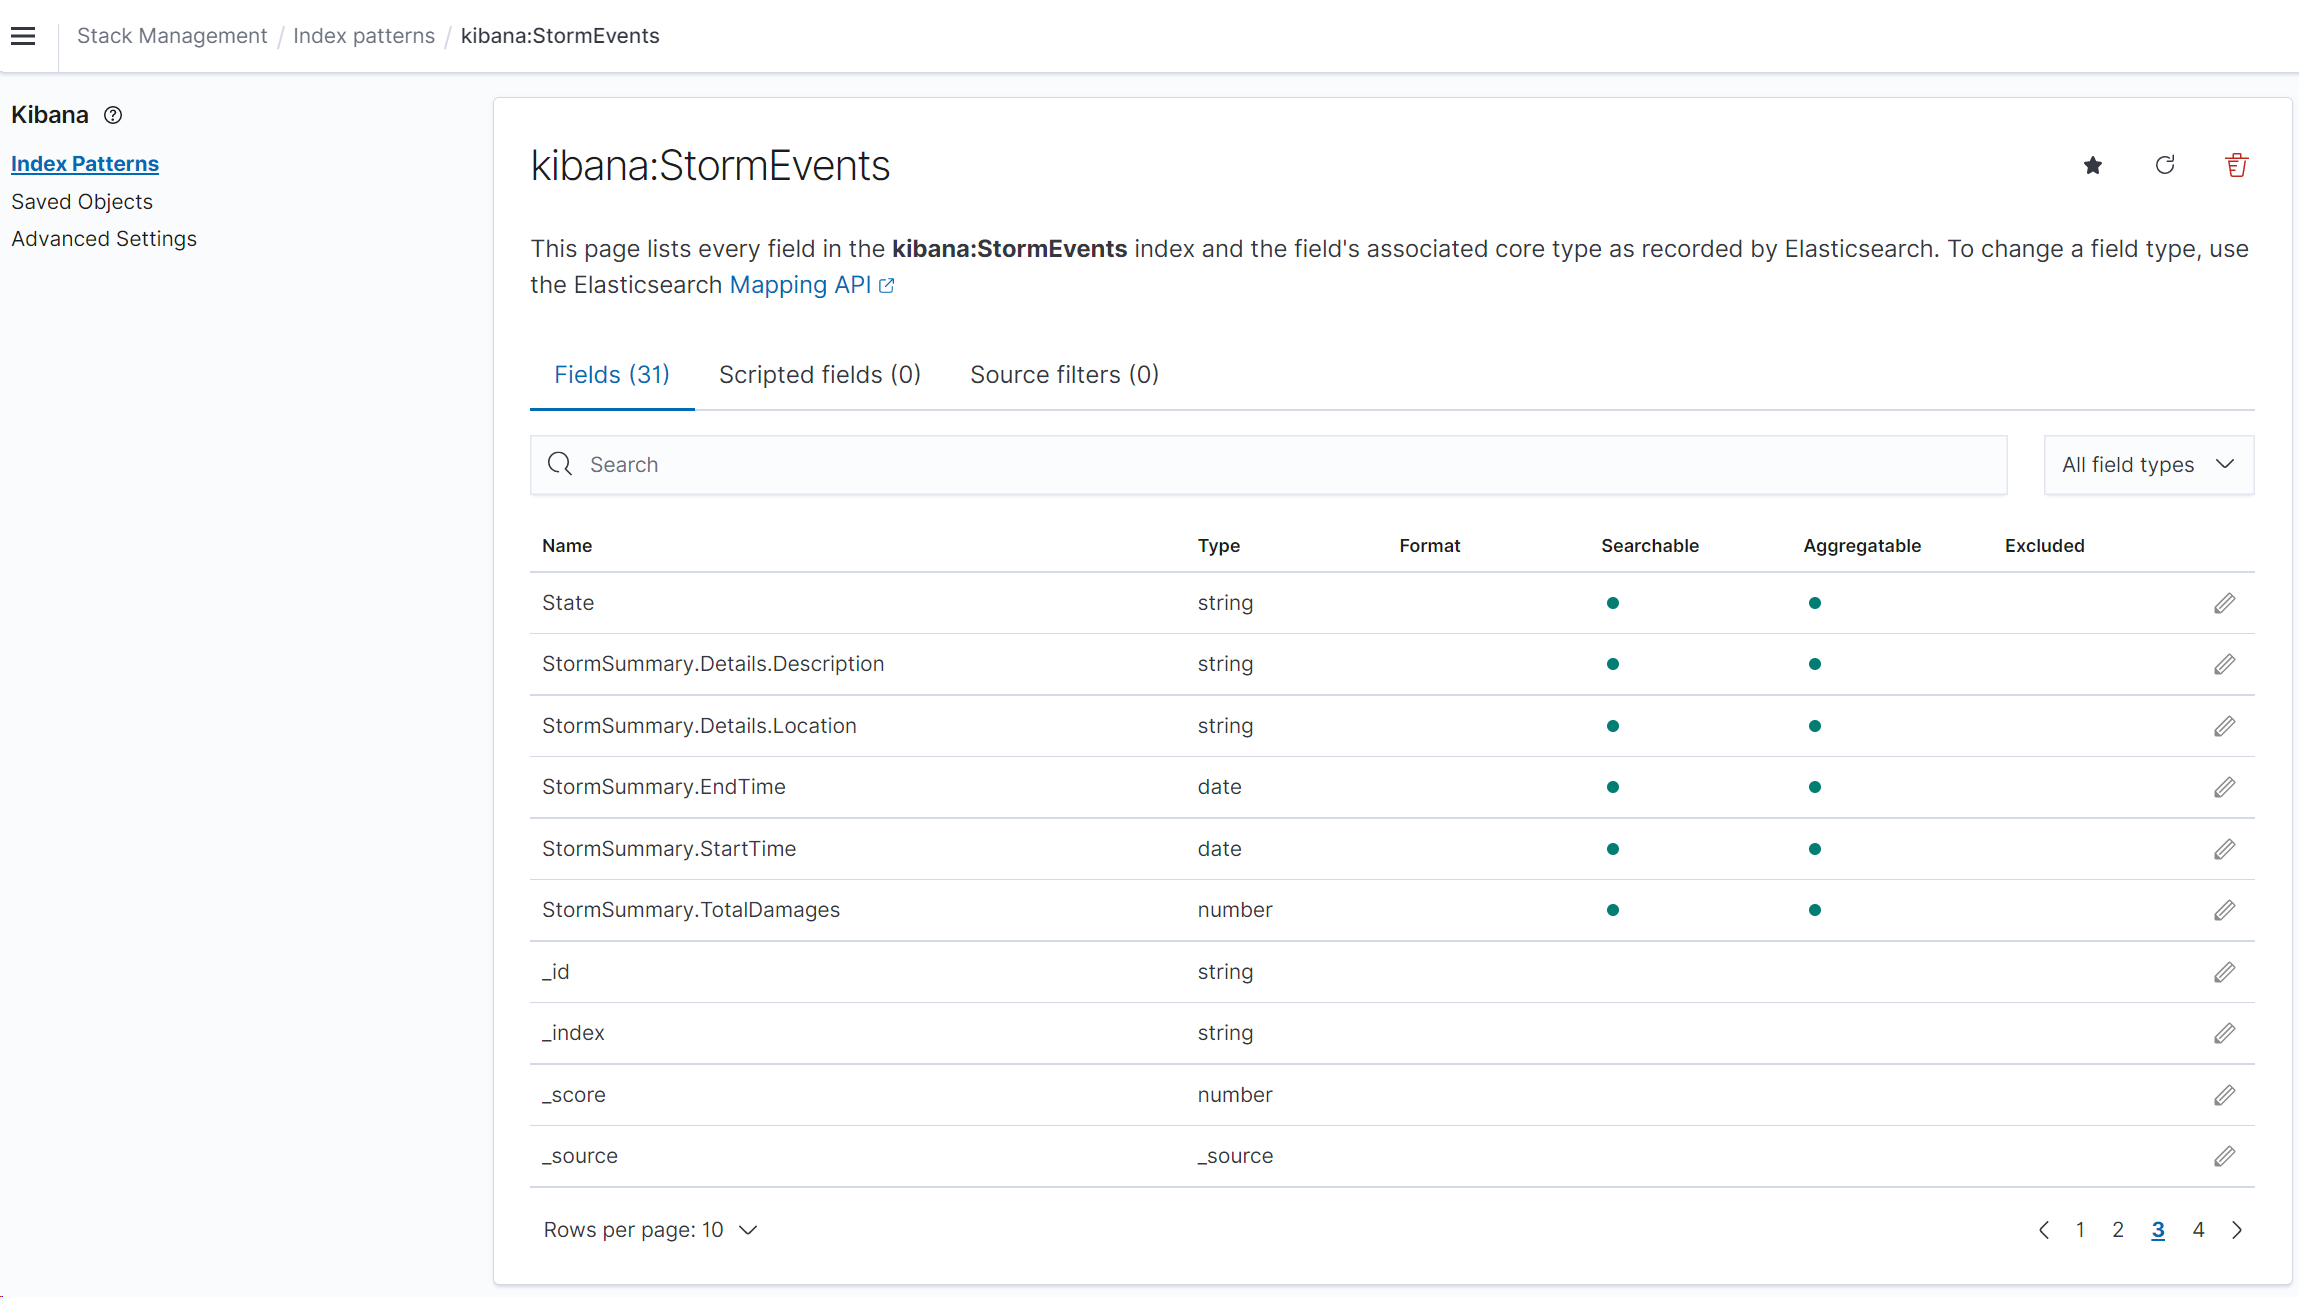 Stack Management / Index patterns / kibana:StormEvents
Kibana
Index Patterns
Saved Objects
Advanced Settings
kibana:StormEvents
This page lists every field in the kibana:StormEvents index and the field's associated core type as recorded by Elasticsearch. To change a field type, use
the Elasticsearch Mapping API
Fields (31) Scripted fields (0) Source filters (0)
Search All field types
Name Type Format Searchable Aggregatable Excluded
State string
StormSummary.Details.Description string
StormSummary.Details.Location string
StormSummary.EndTime date
StormSummary.StartTime date
StormSummary.TotalDamages number
_id string
_index string
_score number
_source _source
Rows per page: 10 1 2 3 4